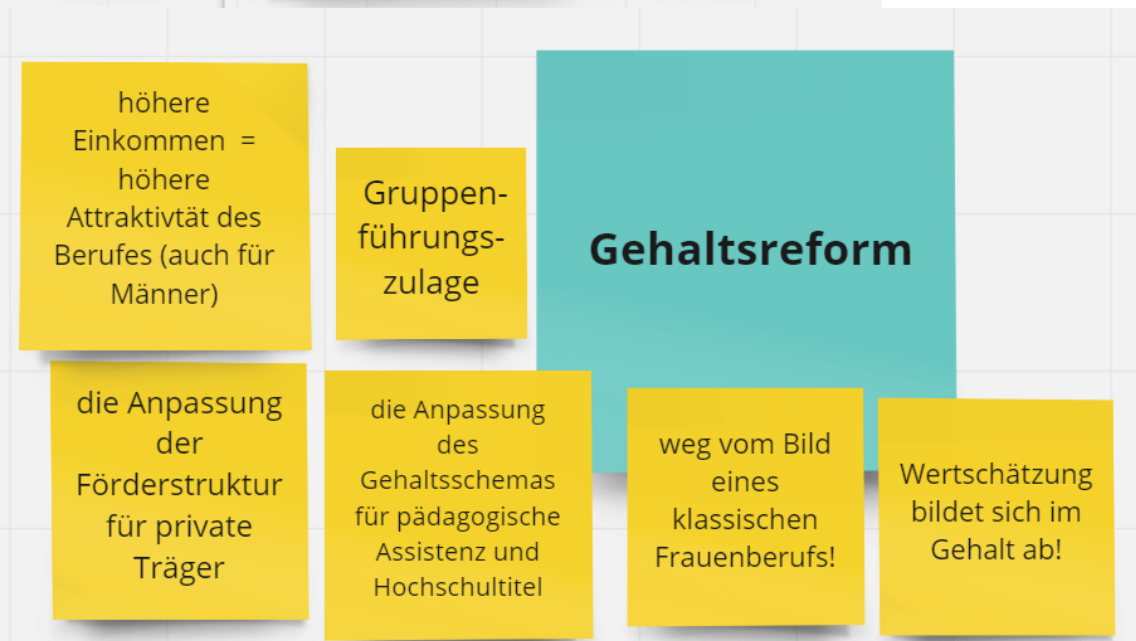 höhere
Einkommen =
höhere
Attraktivtät des
Berufes (auch für
Männer)
Gruppen-
führungs-
zulage
Gehaltsreform
die Anpassung
der
Förderstruktur
für private
Träger
die Anpassung
des
Gehaltsschemas
für pädagogische
Assistenz und
Hochschultitel
weg vom Bild
eines
klassischen
Frauenberufs!
Wertschätzung
bildet sich im
Gehalt ab!